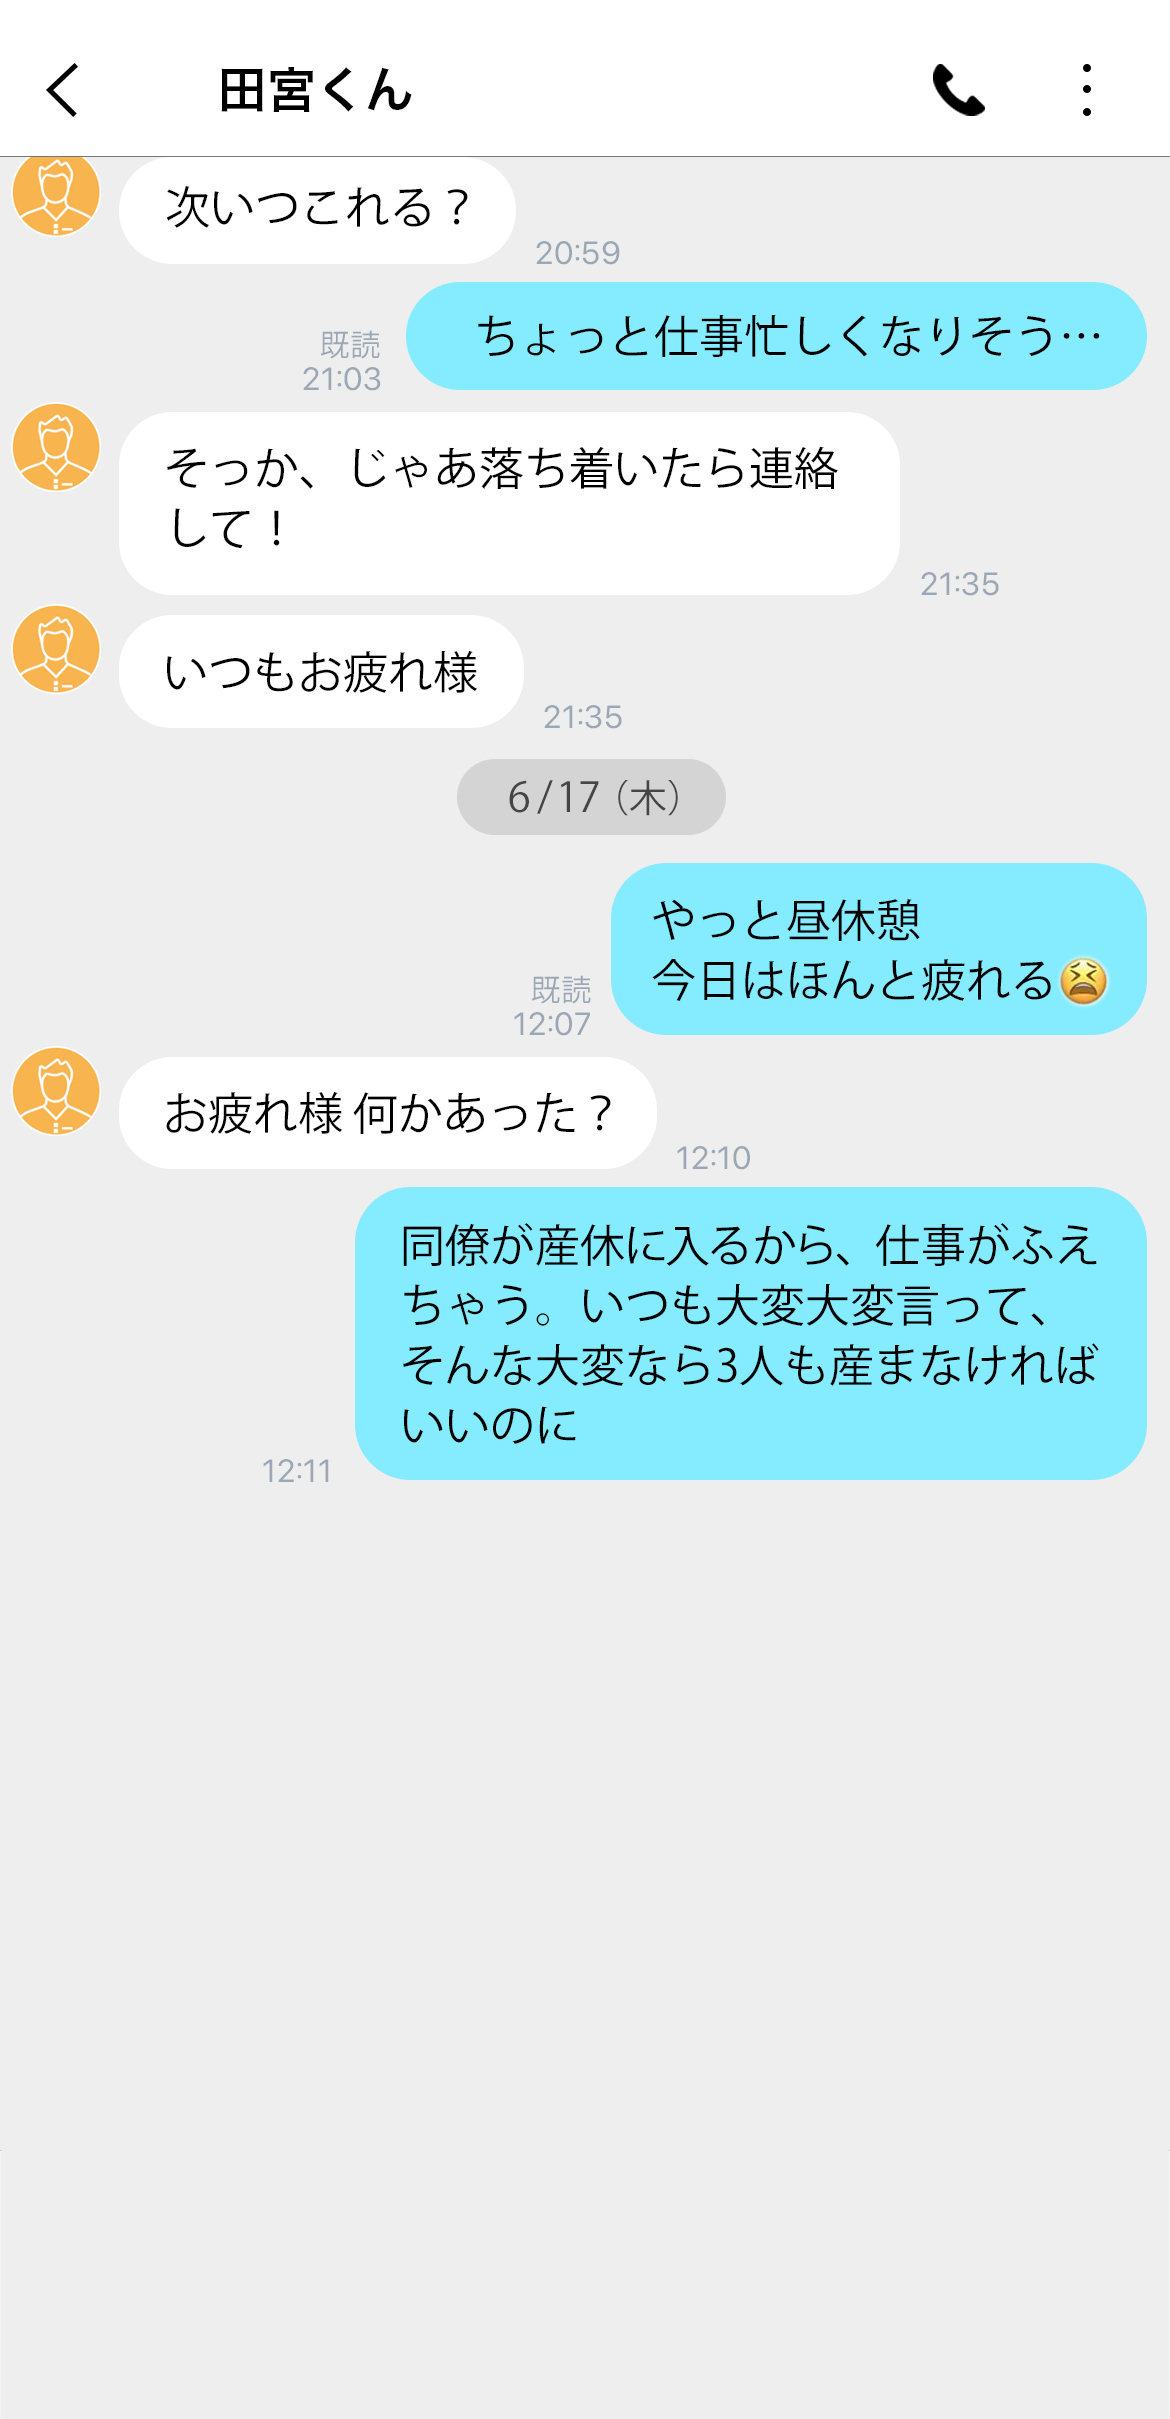 田宮くん
次いつこれる？
20:59
ちょっと仕事忙しくなりそう…
既読
21:03
そっか、じゃあ落ち着いたら連絡
して！
21:35
いつもお疲れ様
21:35
6/17（木）
やっと昼休憩
今日はほんと疲れる😫
既読
12:07
お疲れ様 何かあった？
12:10
同僚が産休に入るから、仕事がふえ
ちゃう。いつも大変大変言って、
そんな大変なら3人も産まなければ
いいのに
12:11